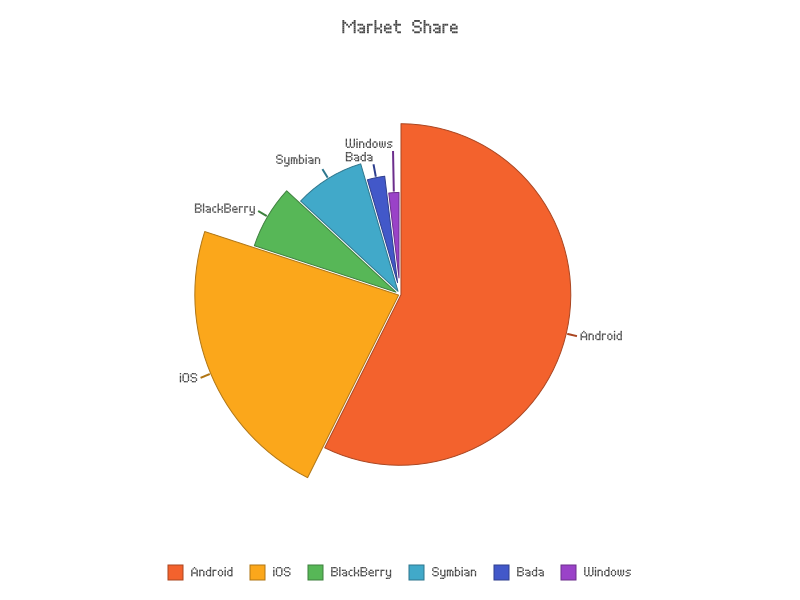 Market Share
Windows
Bada
Symbian
BlackBerry
Android
iOS
Android iOS BlackBerry Symbian Bada Windows